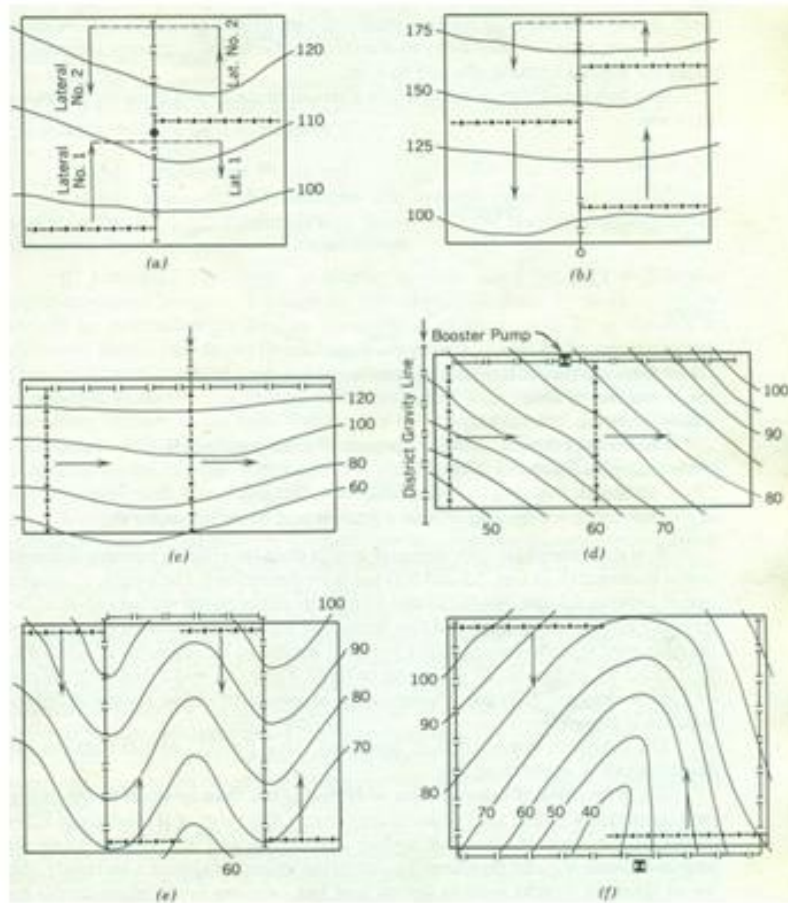 120
110
100
Lateral
No. 2
Lat. No. 2
Lateral
No. 1
Lat. 1
(a)
175
150
125
100
(b)
120
100
80
60
(c)
Booster Pump
District Gravity Line
100
90
80
50
60
70
(d)
100
90
80
70
60
(e)
100
90
80
70
60
50
40
(f)